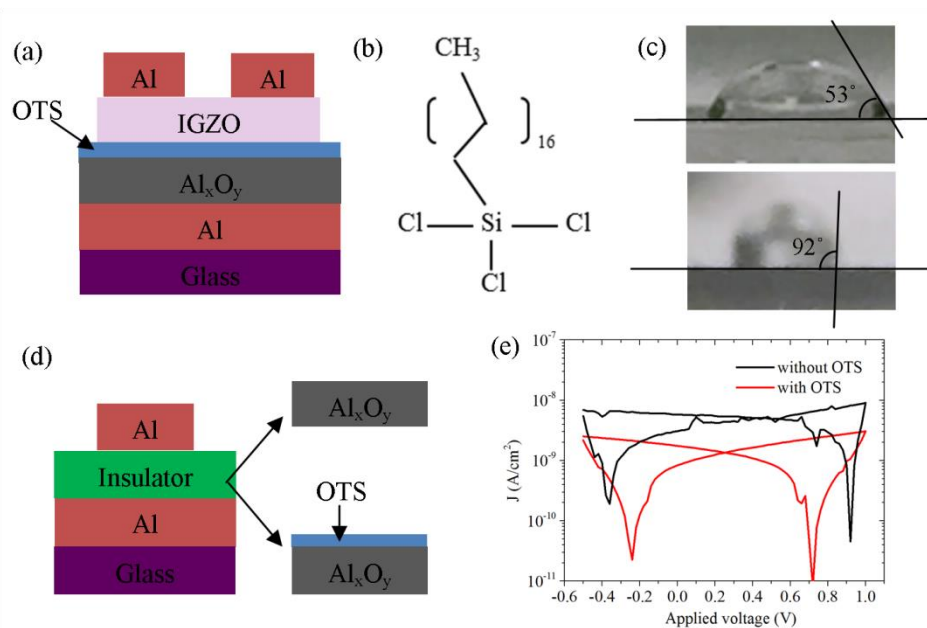 (a)
Al Al
OTS
IGZO
AlxOy
Al
Glass
(b)
CH3
16
Cl Si Cl
Cl
(c)
53°
92°
(d)
Al
Insulator
Al
Glass
AlxOy
OTS
AlxOy
(e)
10-7
10-8
10-9
10-10
10-11
J (A/cm2)
without OTS
with OTS
-0.6 -0.4 -0.2 0.0 0.2 0.4 0.6 0.8 1.0
Applied voltage (V)